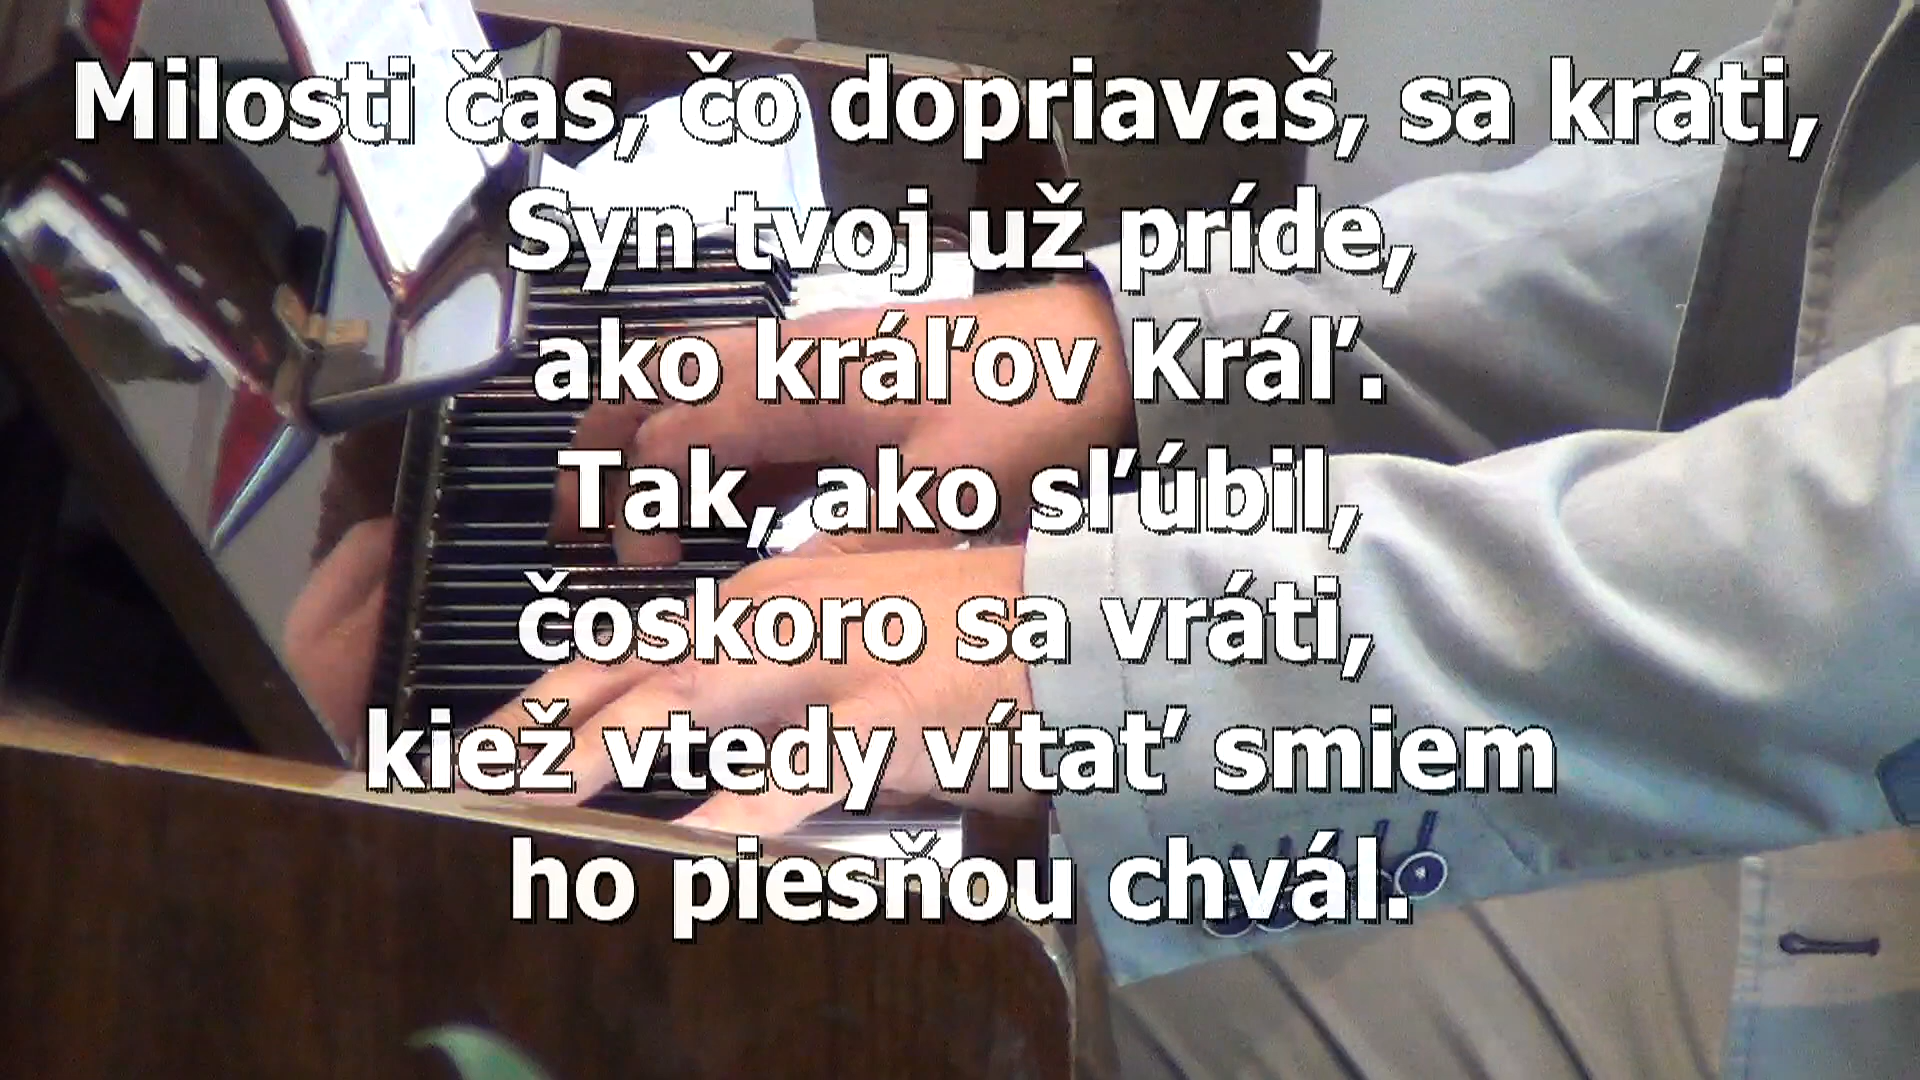 Milosti čas, čo dopriavaš, sa kráti,
Syn tvoj už príde,
ako kráľov Kráľ.
Tak, ako sľúbil,
čoskoro sa vráti,
kiež vtedy vítať smiem
ho piesňou chvál.